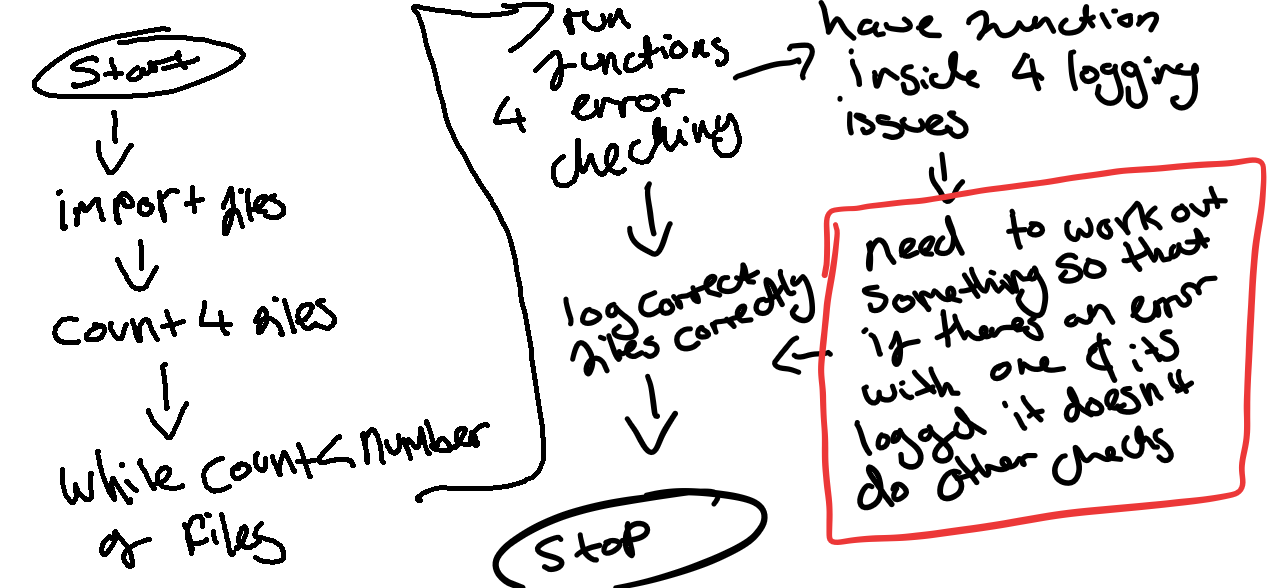 Start
import files
count 4 files
while count < number
of files
run
functions
4 error
checking
log correct
files correctly
Stop
have function
inside 4 logging
issues
need to work out
something so that
if theres an error
with one & its
logged it doesn't
do other checks